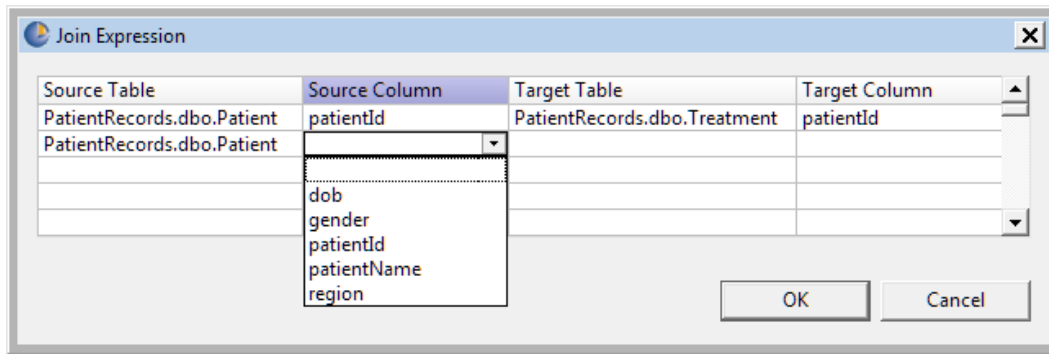 Join Expression
Source Table Source Column Target Table Target Column
PatientRecords.dbo.Patient patientId PatientRecords.dbo.Treatment patientId
PatientRecords.dbo.Patient
dob
gender
patientId
patientName
region
OK Cancel